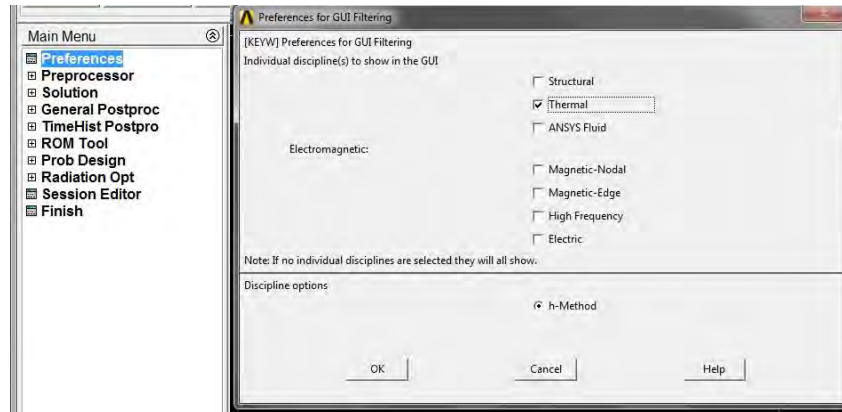 Main Menu
Preferences
Preprocessor
Solution
General Postproc
TimeHist Postpro
ROM Tool
Prob Design
Radiation Opt
Session Editor
Finish
Preferences for GUI Filtering
[KEYW] Preferences for GUI Filtering
Individual discipline(s) to show in the GUI
Structural
Thermal
ANSYS Fluid
Electromagnetic:
Magnetic-Nodal
Magnetic-Edge
High Frequency
Electric
Note: If no individual disciplines are selected they will all show.
Discipline options
h-Method
OK Cancel Help